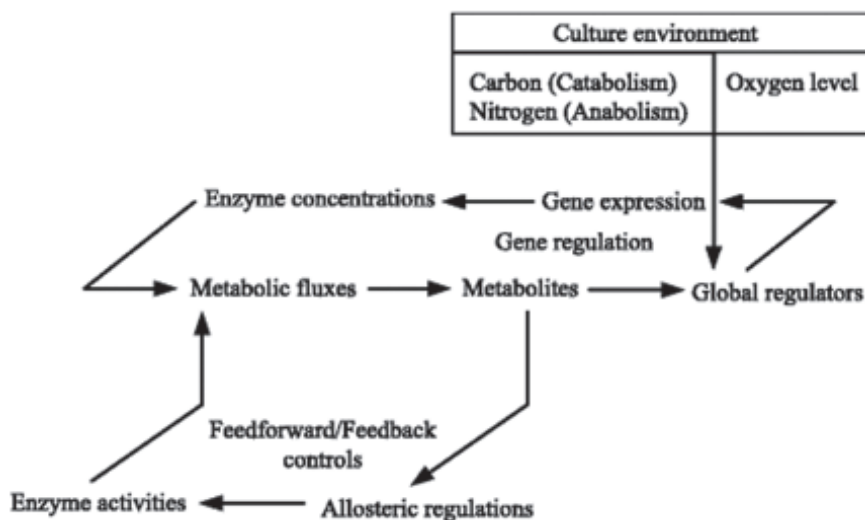 Culture environment
Carbon (Catabolism)
Nitrogen (Anabolism)
Oxygen level
Enzyme concentrations
Gene expression
Gene regulation
Metabolic fluxes
Metabolites
Global regulators
Feedforward/Feedback
controls
Enzyme activities
Allosteric regulations